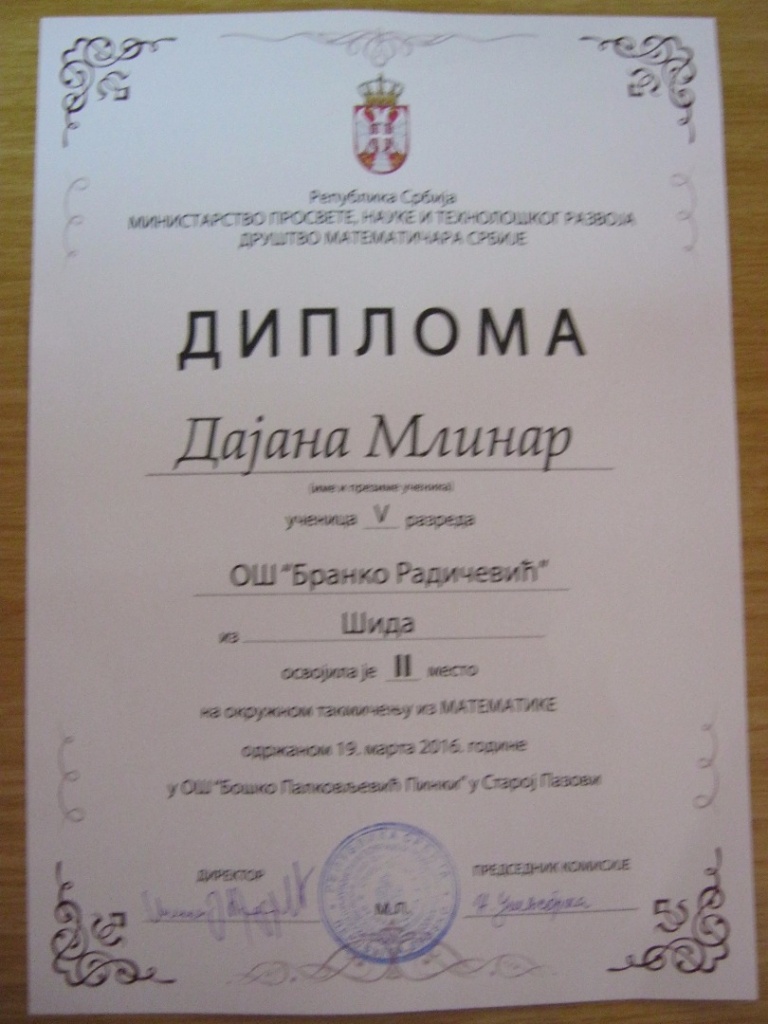 Република Србија
МИНИСТАРСТВО ПРОСВЕТЕ, НАУКЕ И ТЕХНОЛОШКОГ РАЗВОЈА
ДРУШТВО МАТЕМАТИЧАРА СРБИЈЕ
ДИПЛОМА
Дајана Млинар
(име и презиме ученика)
ученица V разреда
ОШ "Бранко Радичевић"
из Шида
освојила је II место
на окружном такмичењу из МАТЕМАТИКЕ
одржаном 19. марта 2016. године
у ОШ "Бошко Палковљевић Пинки" у Старој Пазови
ДИРЕКТОР
ПРЕДСЕДНИК КОМИСИЈЕ
М.П.